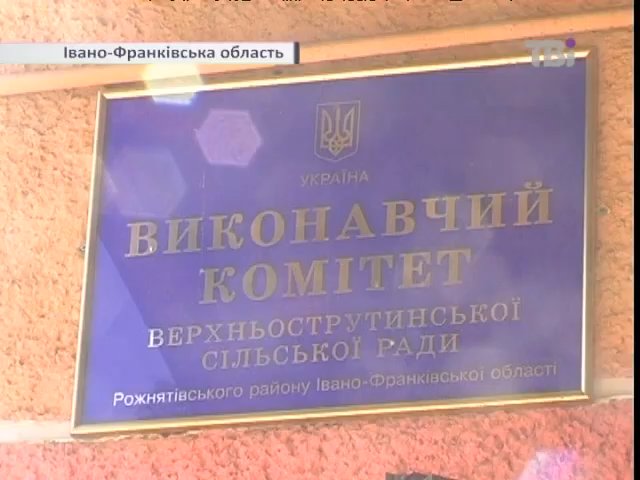 Івано-Франківська область
ТВі
УКРАЇНА
ВИКОНАВЧИЙ
КОМІТЕТ
ВЕРХНЬОСТРУТИНСЬКОЇ
СІЛЬСЬКОЇ РАДИ
Рожнятівського району Івано-Франківської області